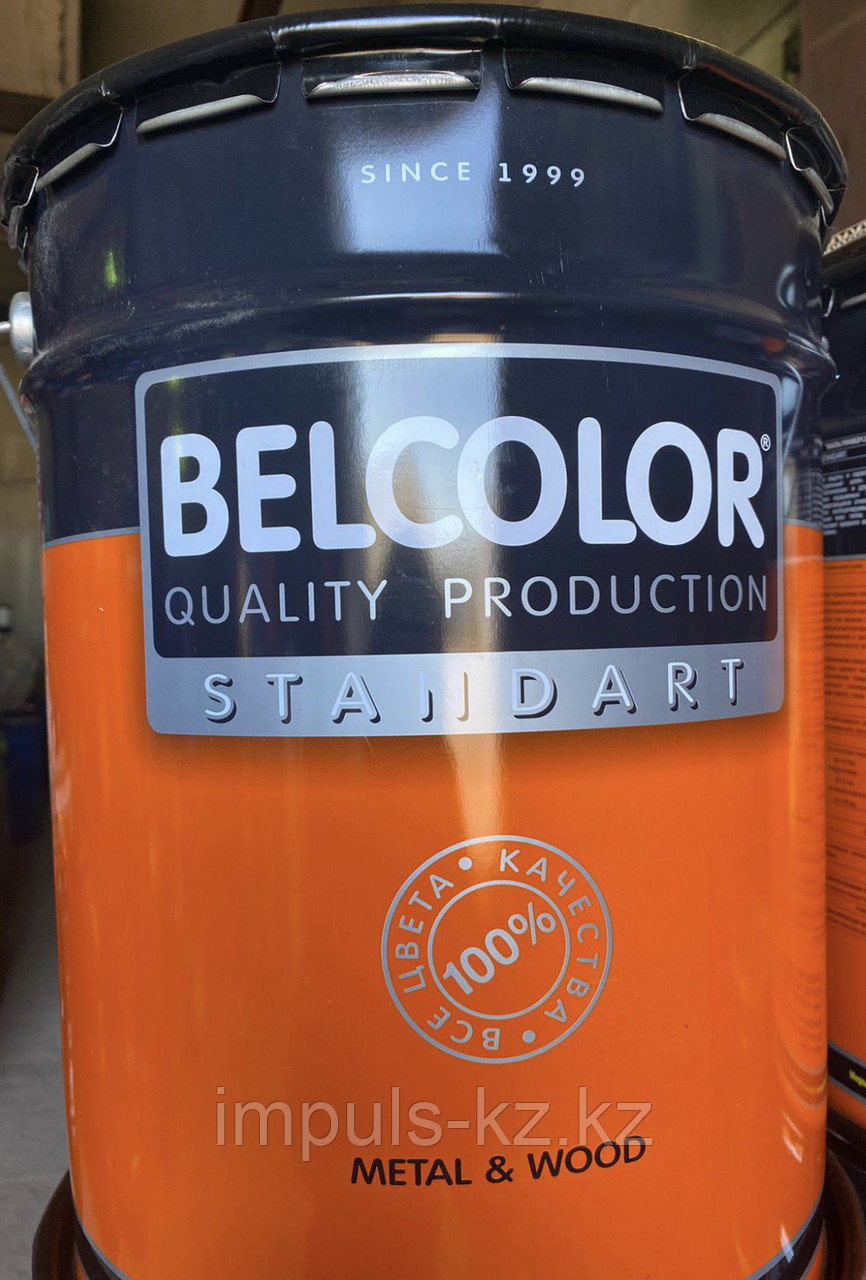 SINCE 1999
BELCOLOR®
QUALITY PRODUCTION
STANDART
ВСЕ ЦВЕТА • КАЧЕСТВА •
100%
impuls-kz.kz
METAL & WOOD